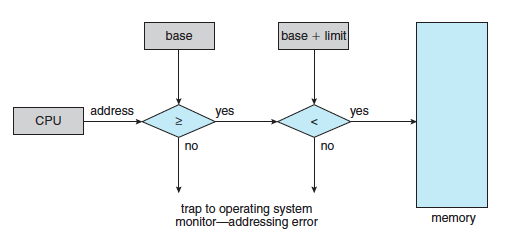 base
base + limit
CPU
address
≥
yes
<
yes
no
no
trap to operating system
monitor—addressing error
memory